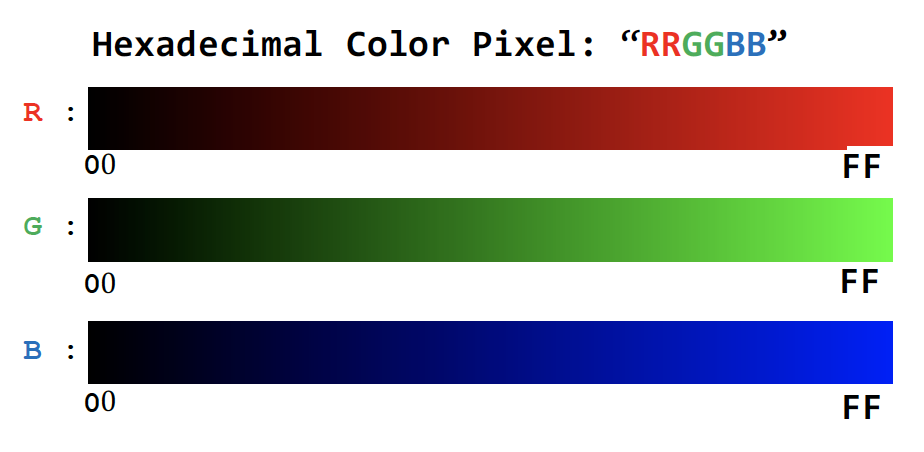 Hexadecimal Color Pixel: “RRGGBB”
R :
00 FF
G :
00 FF
B :
00 FF